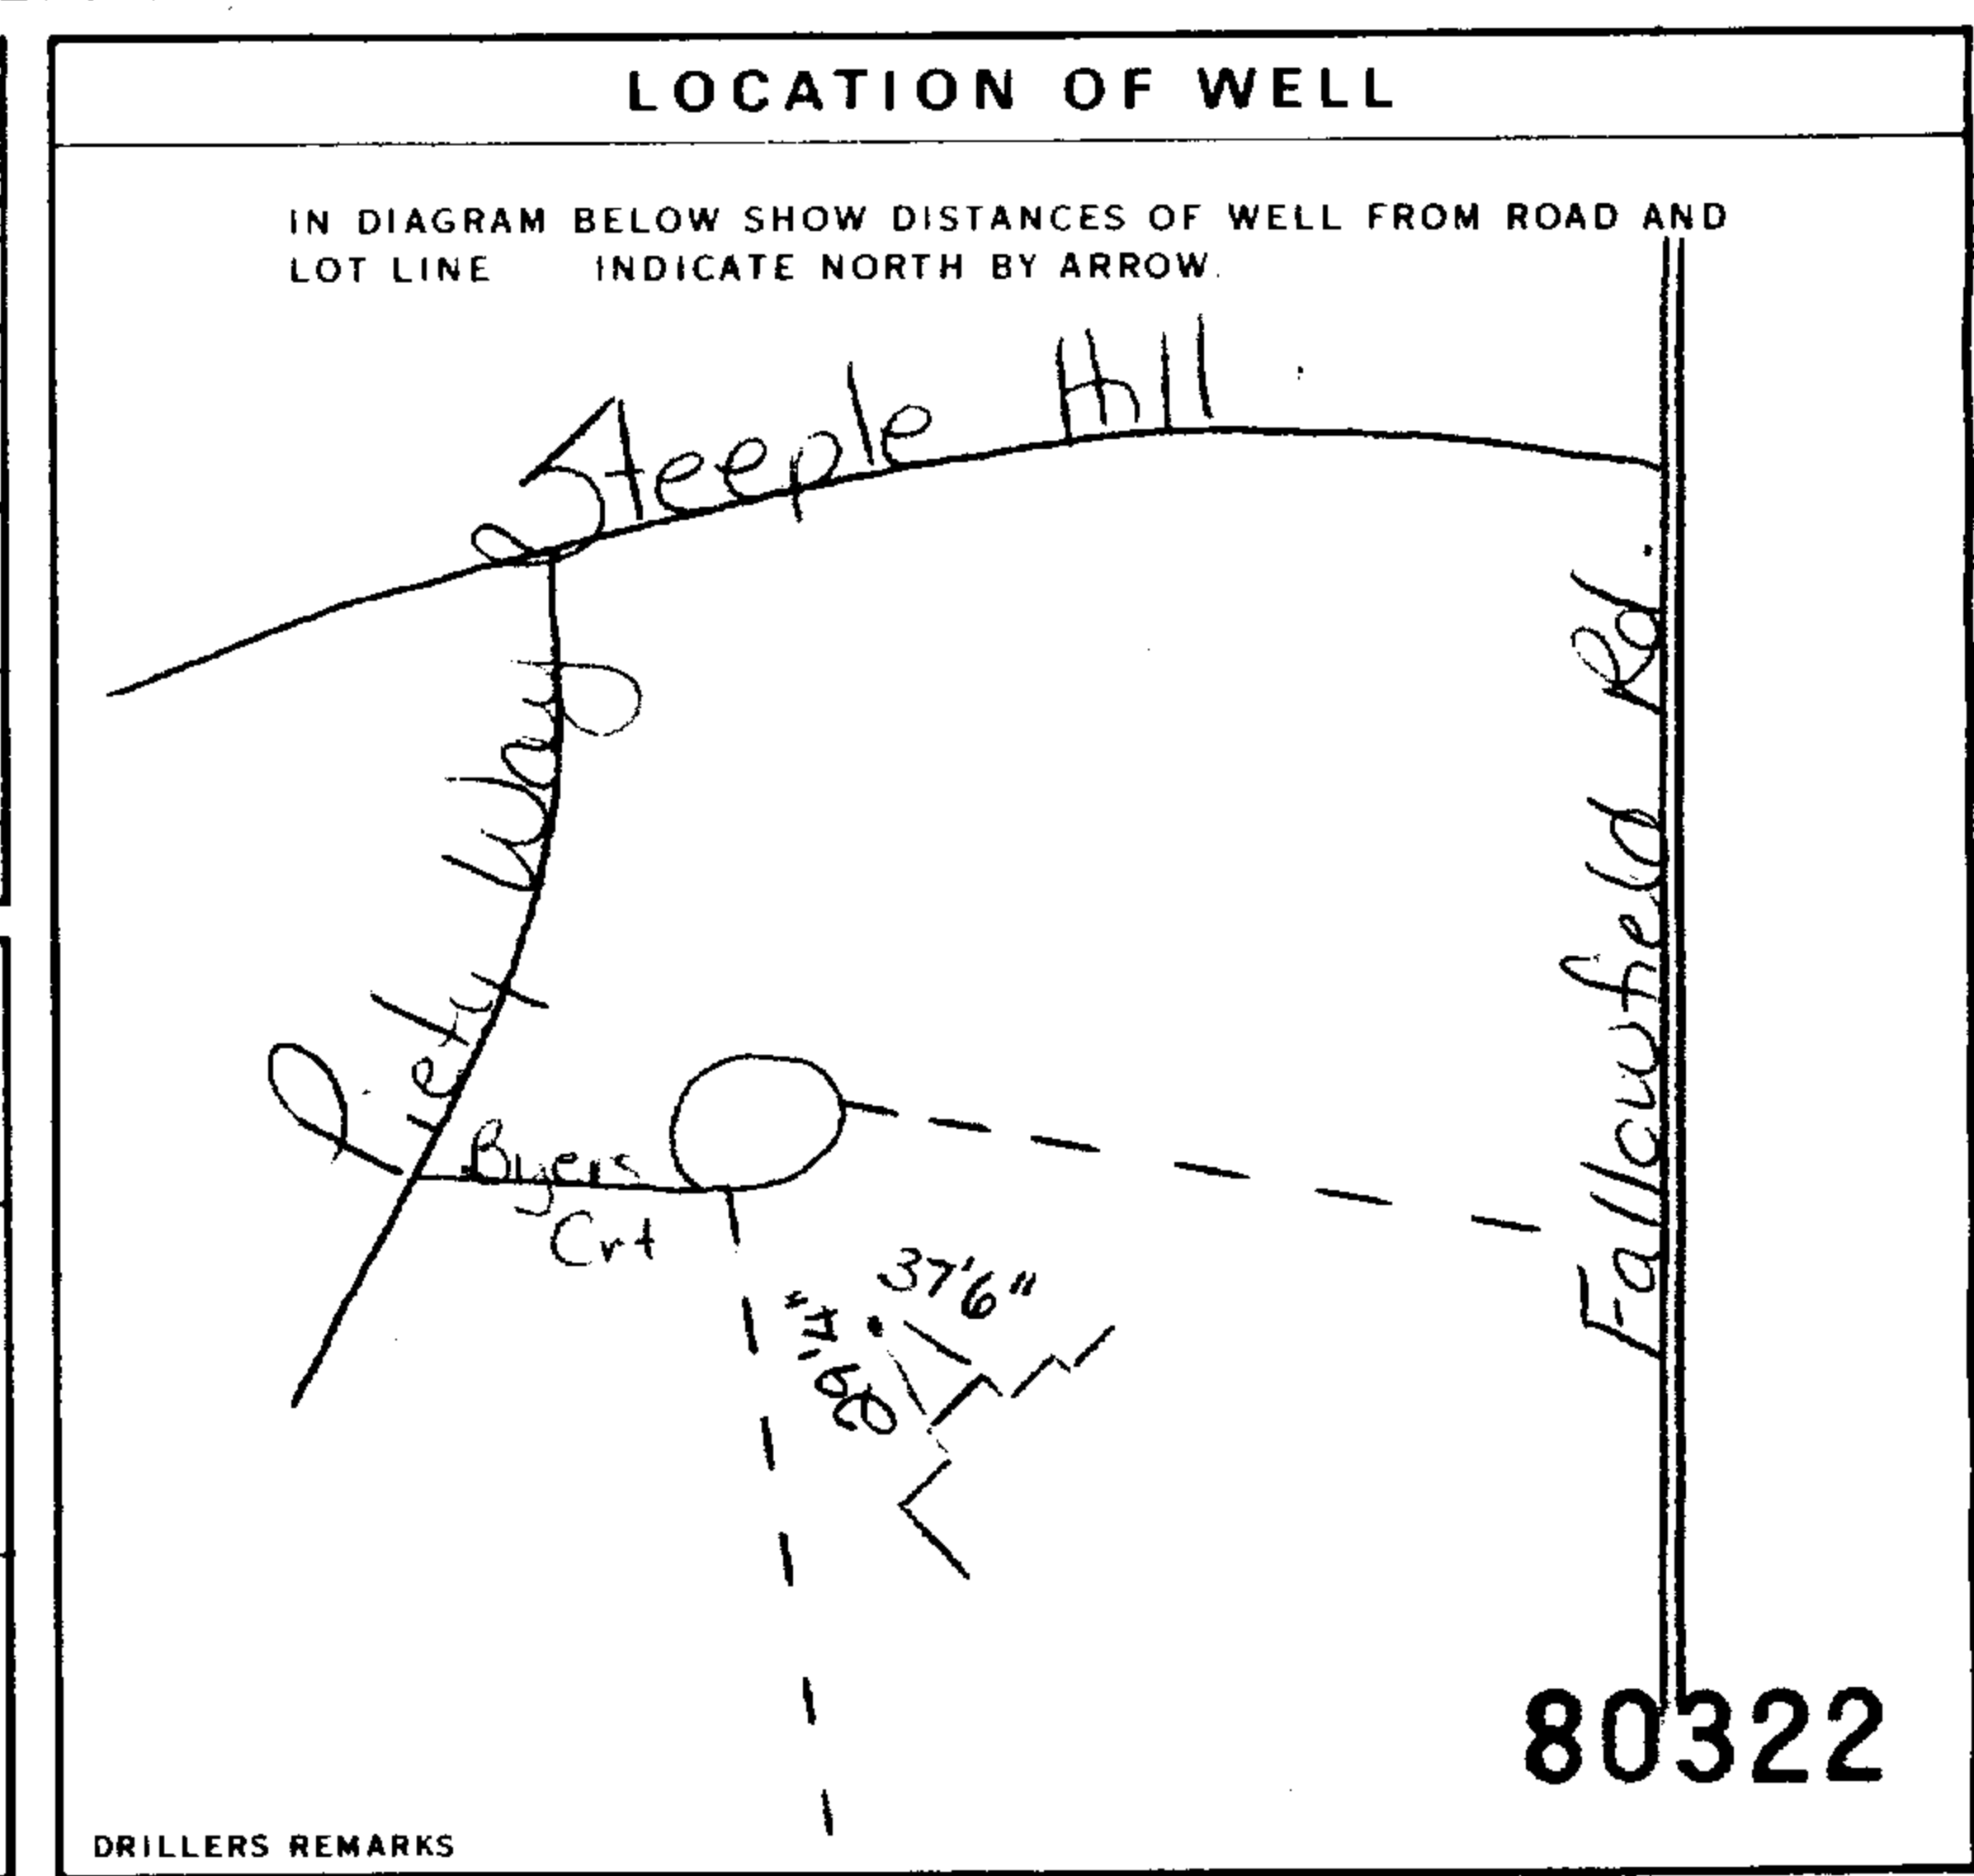 LOCATION OF WELL
IN DIAGRAM BELOW SHOW DISTANCES OF WELL FROM ROAD AND
LOT LINE INDICATE NORTH BY ARROW.
Steeple Hill
Piety Way
Fallowfield Rd.
Byers
Crt
37'6"
80322
DRILLERS REMARKS